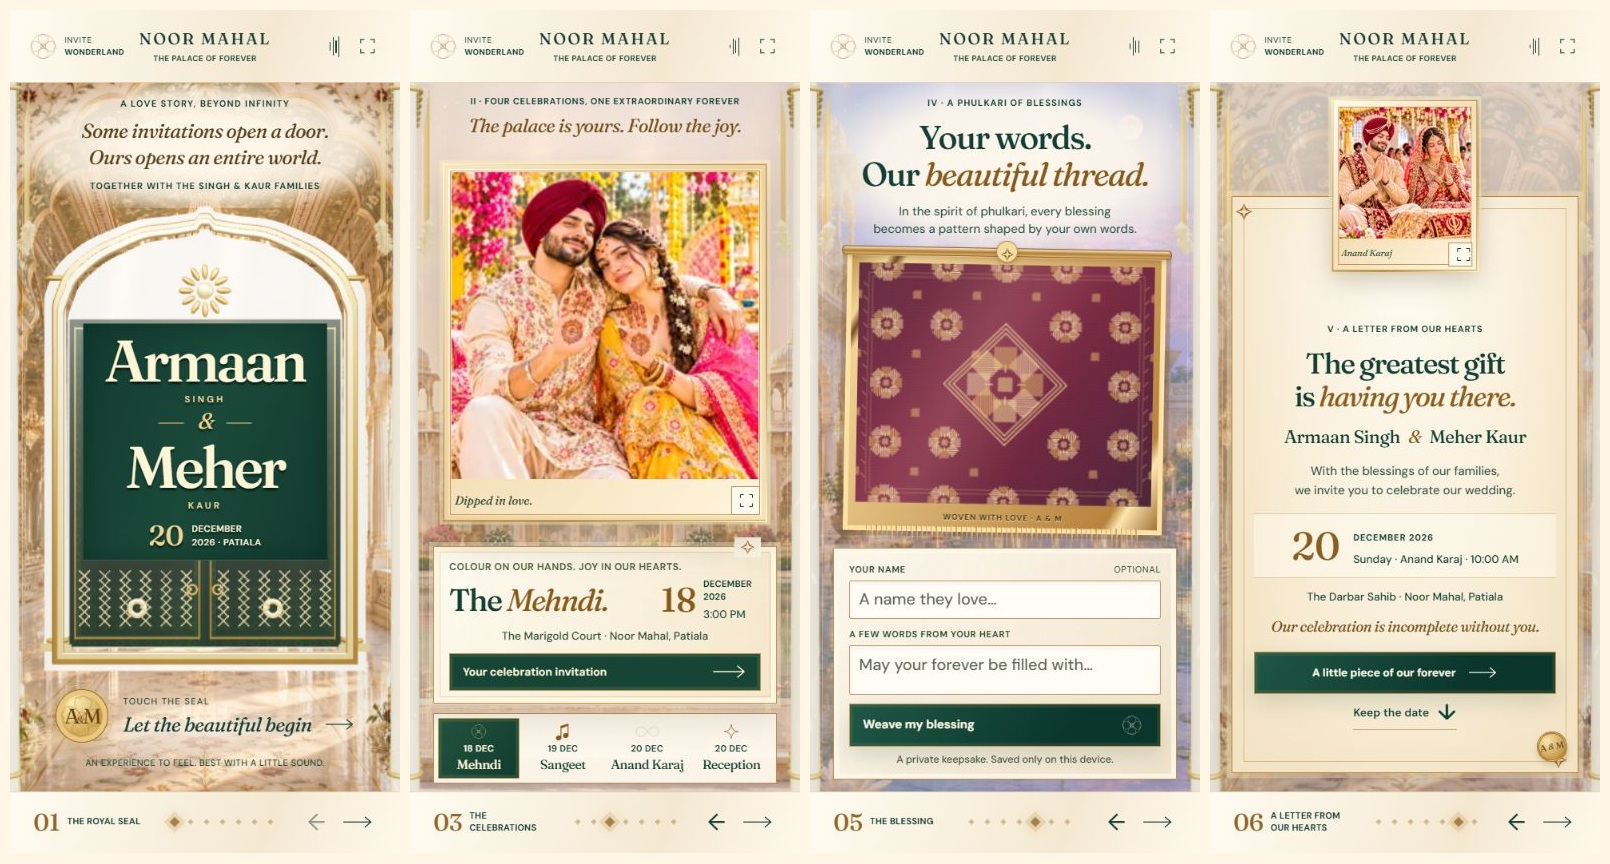 INVITE
WONDERLAND
NOOR MAHAL
THE PALACE OF FOREVER
A LOVE STORY, BEYOND INFINITY
Some invitations open a door.
Ours opens an entire world.
TOGETHER WITH THE SINGH & KAUR FAMILIES
Armaan
SINGH
&
Meher
KAUR
20 DECEMBER
2026 · PATIALA
A&M
TOUCH THE SEAL
Let the beautiful begin
AN EXPERIENCE TO FEEL. BEST WITH A LITTLE SOUND.
01 THE ROYAL SEAL
INVITE
WONDERLAND
NOOR MAHAL
THE PALACE OF FOREVER
II · FOUR CELEBRATIONS, ONE EXTRAORDINARY FOREVER
The palace is yours. Follow the joy.
Dipped in love.
COLOUR ON OUR HANDS. JOY IN OUR HEARTS.
The Mehndi.
18 DECEMBER
2026
3:00 PM
The Marigold Court · Noor Mahal, Patiala
Your celebration invitation
18 DEC
Mehndi
19 DEC
Sangeet
20 DEC
Anand Karaj
20 DEC
Reception
03 THE
CELEBRATIONS
INVITE
WONDERLAND
NOOR MAHAL
THE PALACE OF FOREVER
IV · A PHULKARI OF BLESSINGS
Your words.
Our beautiful thread.
In the spirit of phulkari, every blessing
becomes a pattern shaped by your own words.
WOVEN WITH LOVE · A & M
YOUR NAME OPTIONAL
A name they love...
A FEW WORDS FROM YOUR HEART
May your forever be filled with...
Weave my blessing
A private keepsake. Saved only on this device.
05 THE BLESSING
INVITE
WONDERLAND
NOOR MAHAL
THE PALACE OF FOREVER
Anand Karaj
V · A LETTER FROM OUR HEARTS
The greatest gift
is having you there.
Armaan Singh & Meher Kaur
With the blessings of our families,
we invite you to celebrate our wedding.
20 DECEMBER 2026
Sunday · Anand Karaj · 10:00 AM
The Darbar Sahib · Noor Mahal, Patiala
Our celebration is incomplete without you.
A little piece of our forever
Keep the date
A & M
06 A LETTER FROM
OUR HEARTS